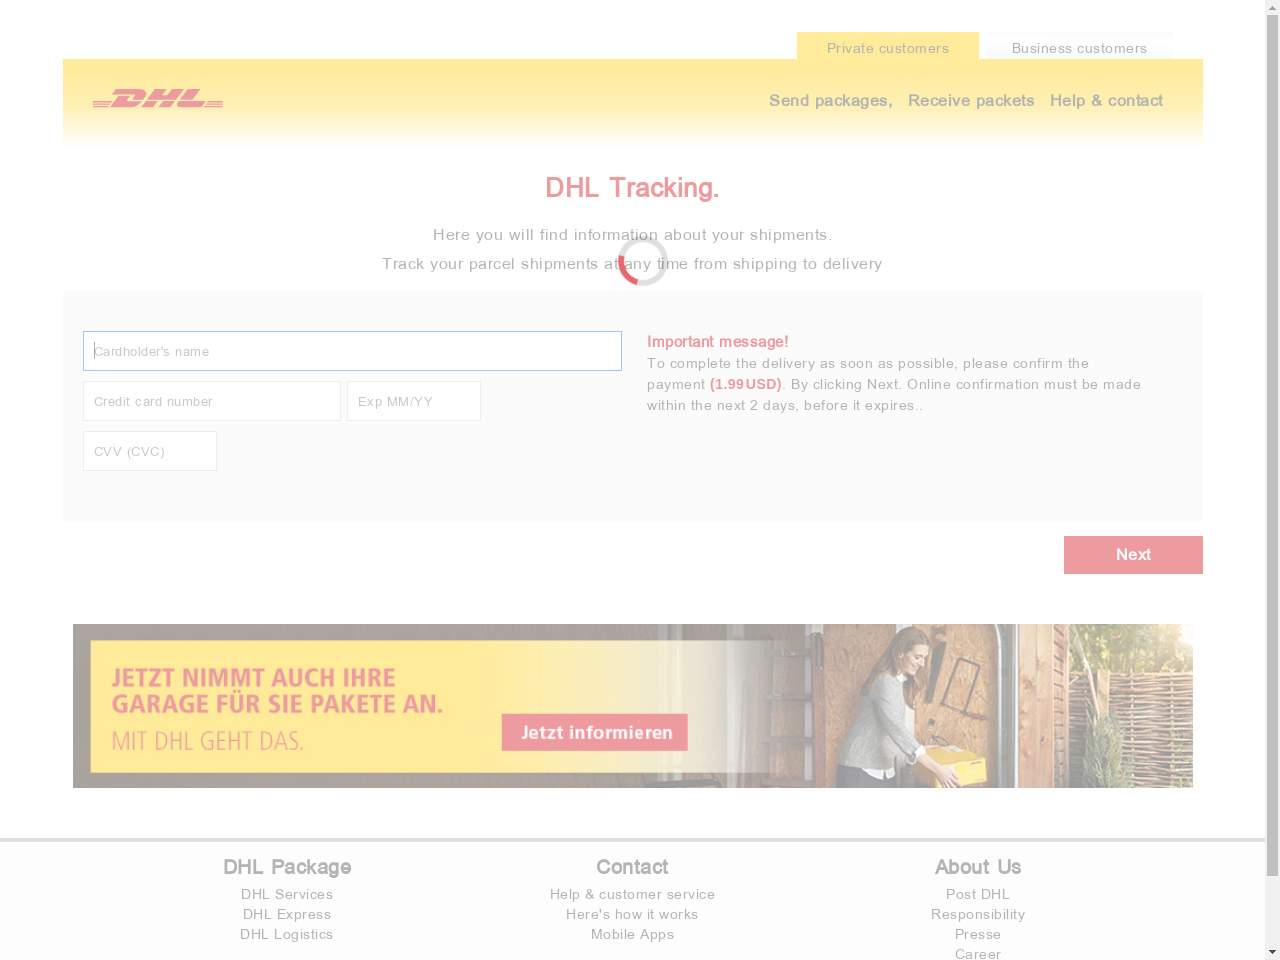 Private customers
Business customers
DHL
Send packages,
Receive packets
Help & contact
DHL Tracking.
Here you will find information about your shipments.
Track your parcel shipments at any time from shipping to delivery
Cardholder's name
Credit card number
Exp MM/YY
CVV (CVC)
Important message!
To complete the delivery as soon as possible, please confirm the
payment (1.99USD). By clicking Next. Online confirmation must be made
within the next 2 days, before it expires..
Next
JETZT NIMMT AUCH IHRE
GARAGE FÜR SIE PAKETE AN.
MIT DHL GEHT DAS.
Jetzt informieren
DHL Package
DHL Services
DHL Express
DHL Logistics
Contact
Help & customer service
Here's how it works
Mobile Apps
About Us
Post DHL
Responsibility
Presse
Career